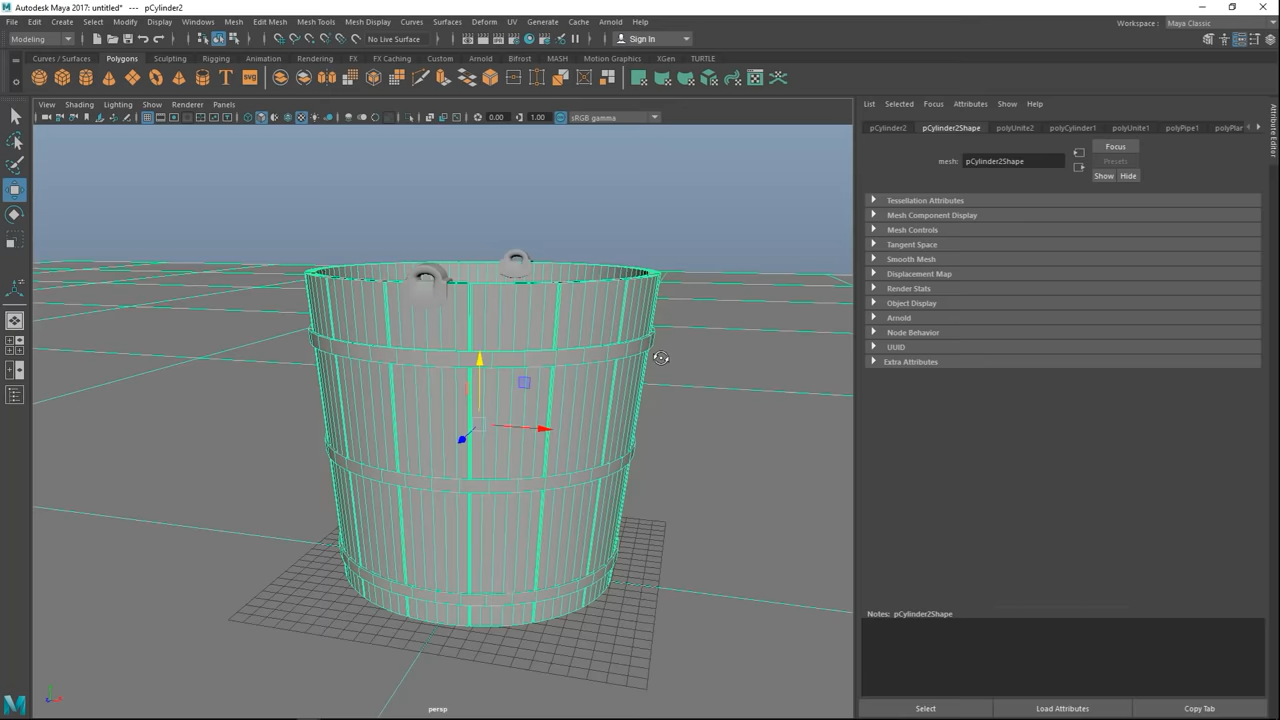 Autodesk Maya 2017: untitled*   ---   pCylinder2
File Edit Create Select Modify Display Windows Mesh Edit Mesh Mesh Tools Mesh Display Curves Surfaces Deform UV Generate Cache Arnold Help
Workspace : Maya Classic
Modeling No Live Surface Sign In
Curves / Surfaces Polygons Sculpting Rigging Animation Rendering FX FX Caching Custom Arnold Bifrost MASH Motion Graphics XGen TURTLE
T SVG
View Shading Lighting Show Renderer Panels
0.00 1.00 sRGB gamma
List Selected Focus Attributes Show Help
pCylinder2 pCylinder2Shape polyUnite2 polyCylinder1 polyUnite1 polyPipe1 polyPlan
Attribute Editor
Focus
mesh: pCylinder2Shape
Presets
Show Hide
Tessellation Attributes
Mesh Component Display
Mesh Controls
Tangent Space
Smooth Mesh
Displacement Map
Render Stats
Object Display
Arnold
Node Behavior
UUID
Extra Attributes
Notes: pCylinder2Shape
persp
Select Load Attributes Copy Tab